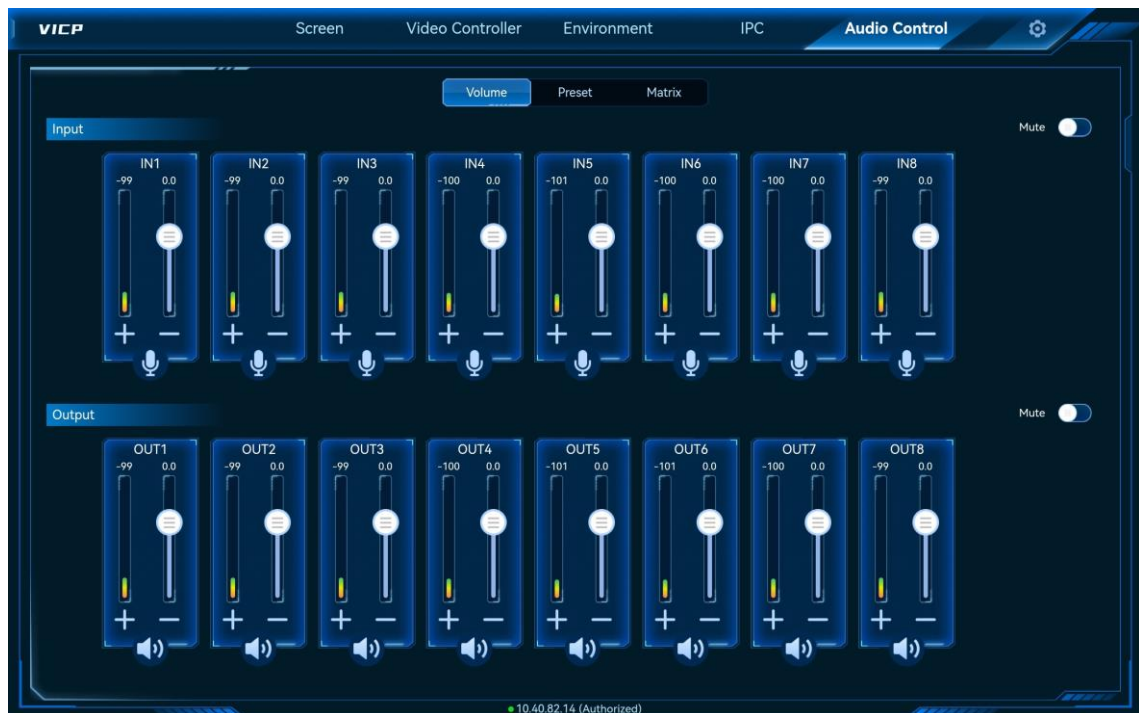 VICP Screen Video Controller Environment IPC Audio Control
Volume Preset Matrix
Input Mute
IN1 IN2 IN3 IN4 IN5 IN6 IN7 IN8
-99 0.0 -99 0.0 -99 0.0 -100 0.0 -101 0.0 -100 0.0 -100 0.0 -99 0.0
Output Mute
OUT1 OUT2 OUT3 OUT4 OUT5 OUT6 OUT7 OUT8
-99 0.0 -99 0.0 -99 0.0 -100 0.0 -101 0.0 -101 0.0 -100 0.0 -99 0.0
10.40.82.14 (Authorized)